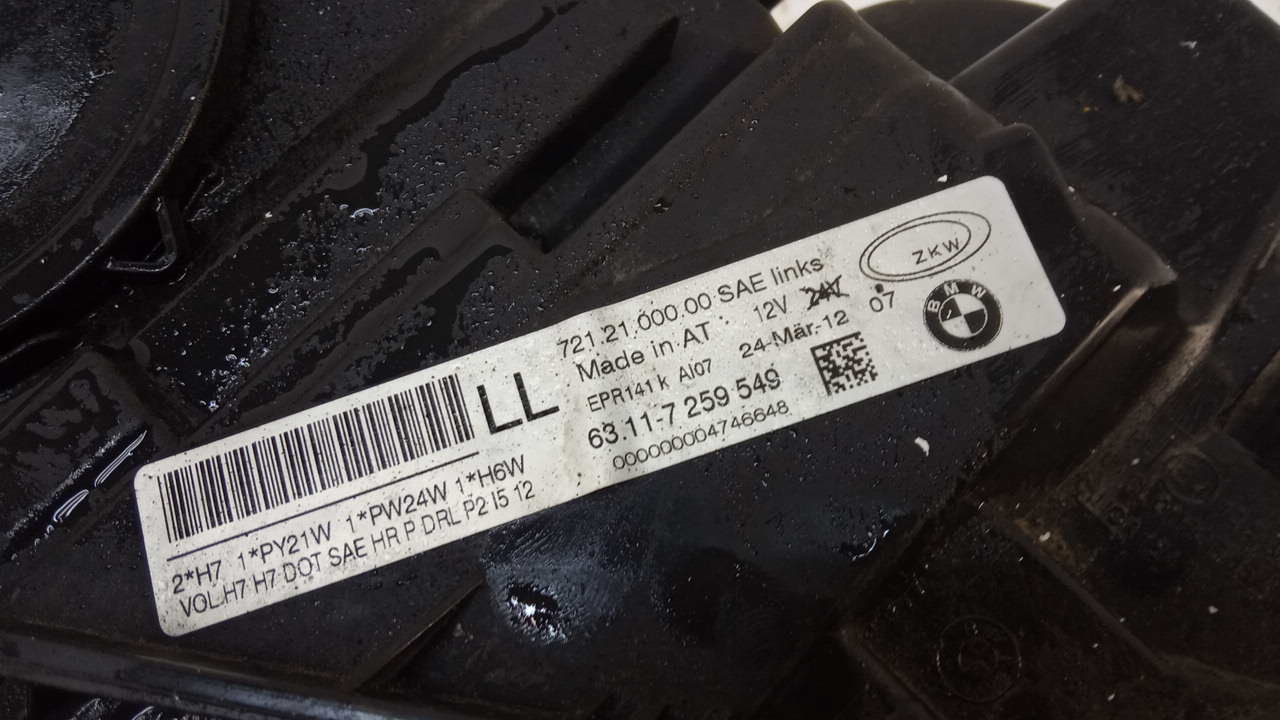 721.21.000.00 SAE links
ZKW
Made in AT 12V 24V
BMW
EPR141 k AI07 24-Mär.-12 07
63.11-7 259 549
000000004746648
LL
2*H7 1*PY21W 1*PW24W 1*H6W
VOL.H7 H7 DOT SAE HR P DRL P2 I5 12